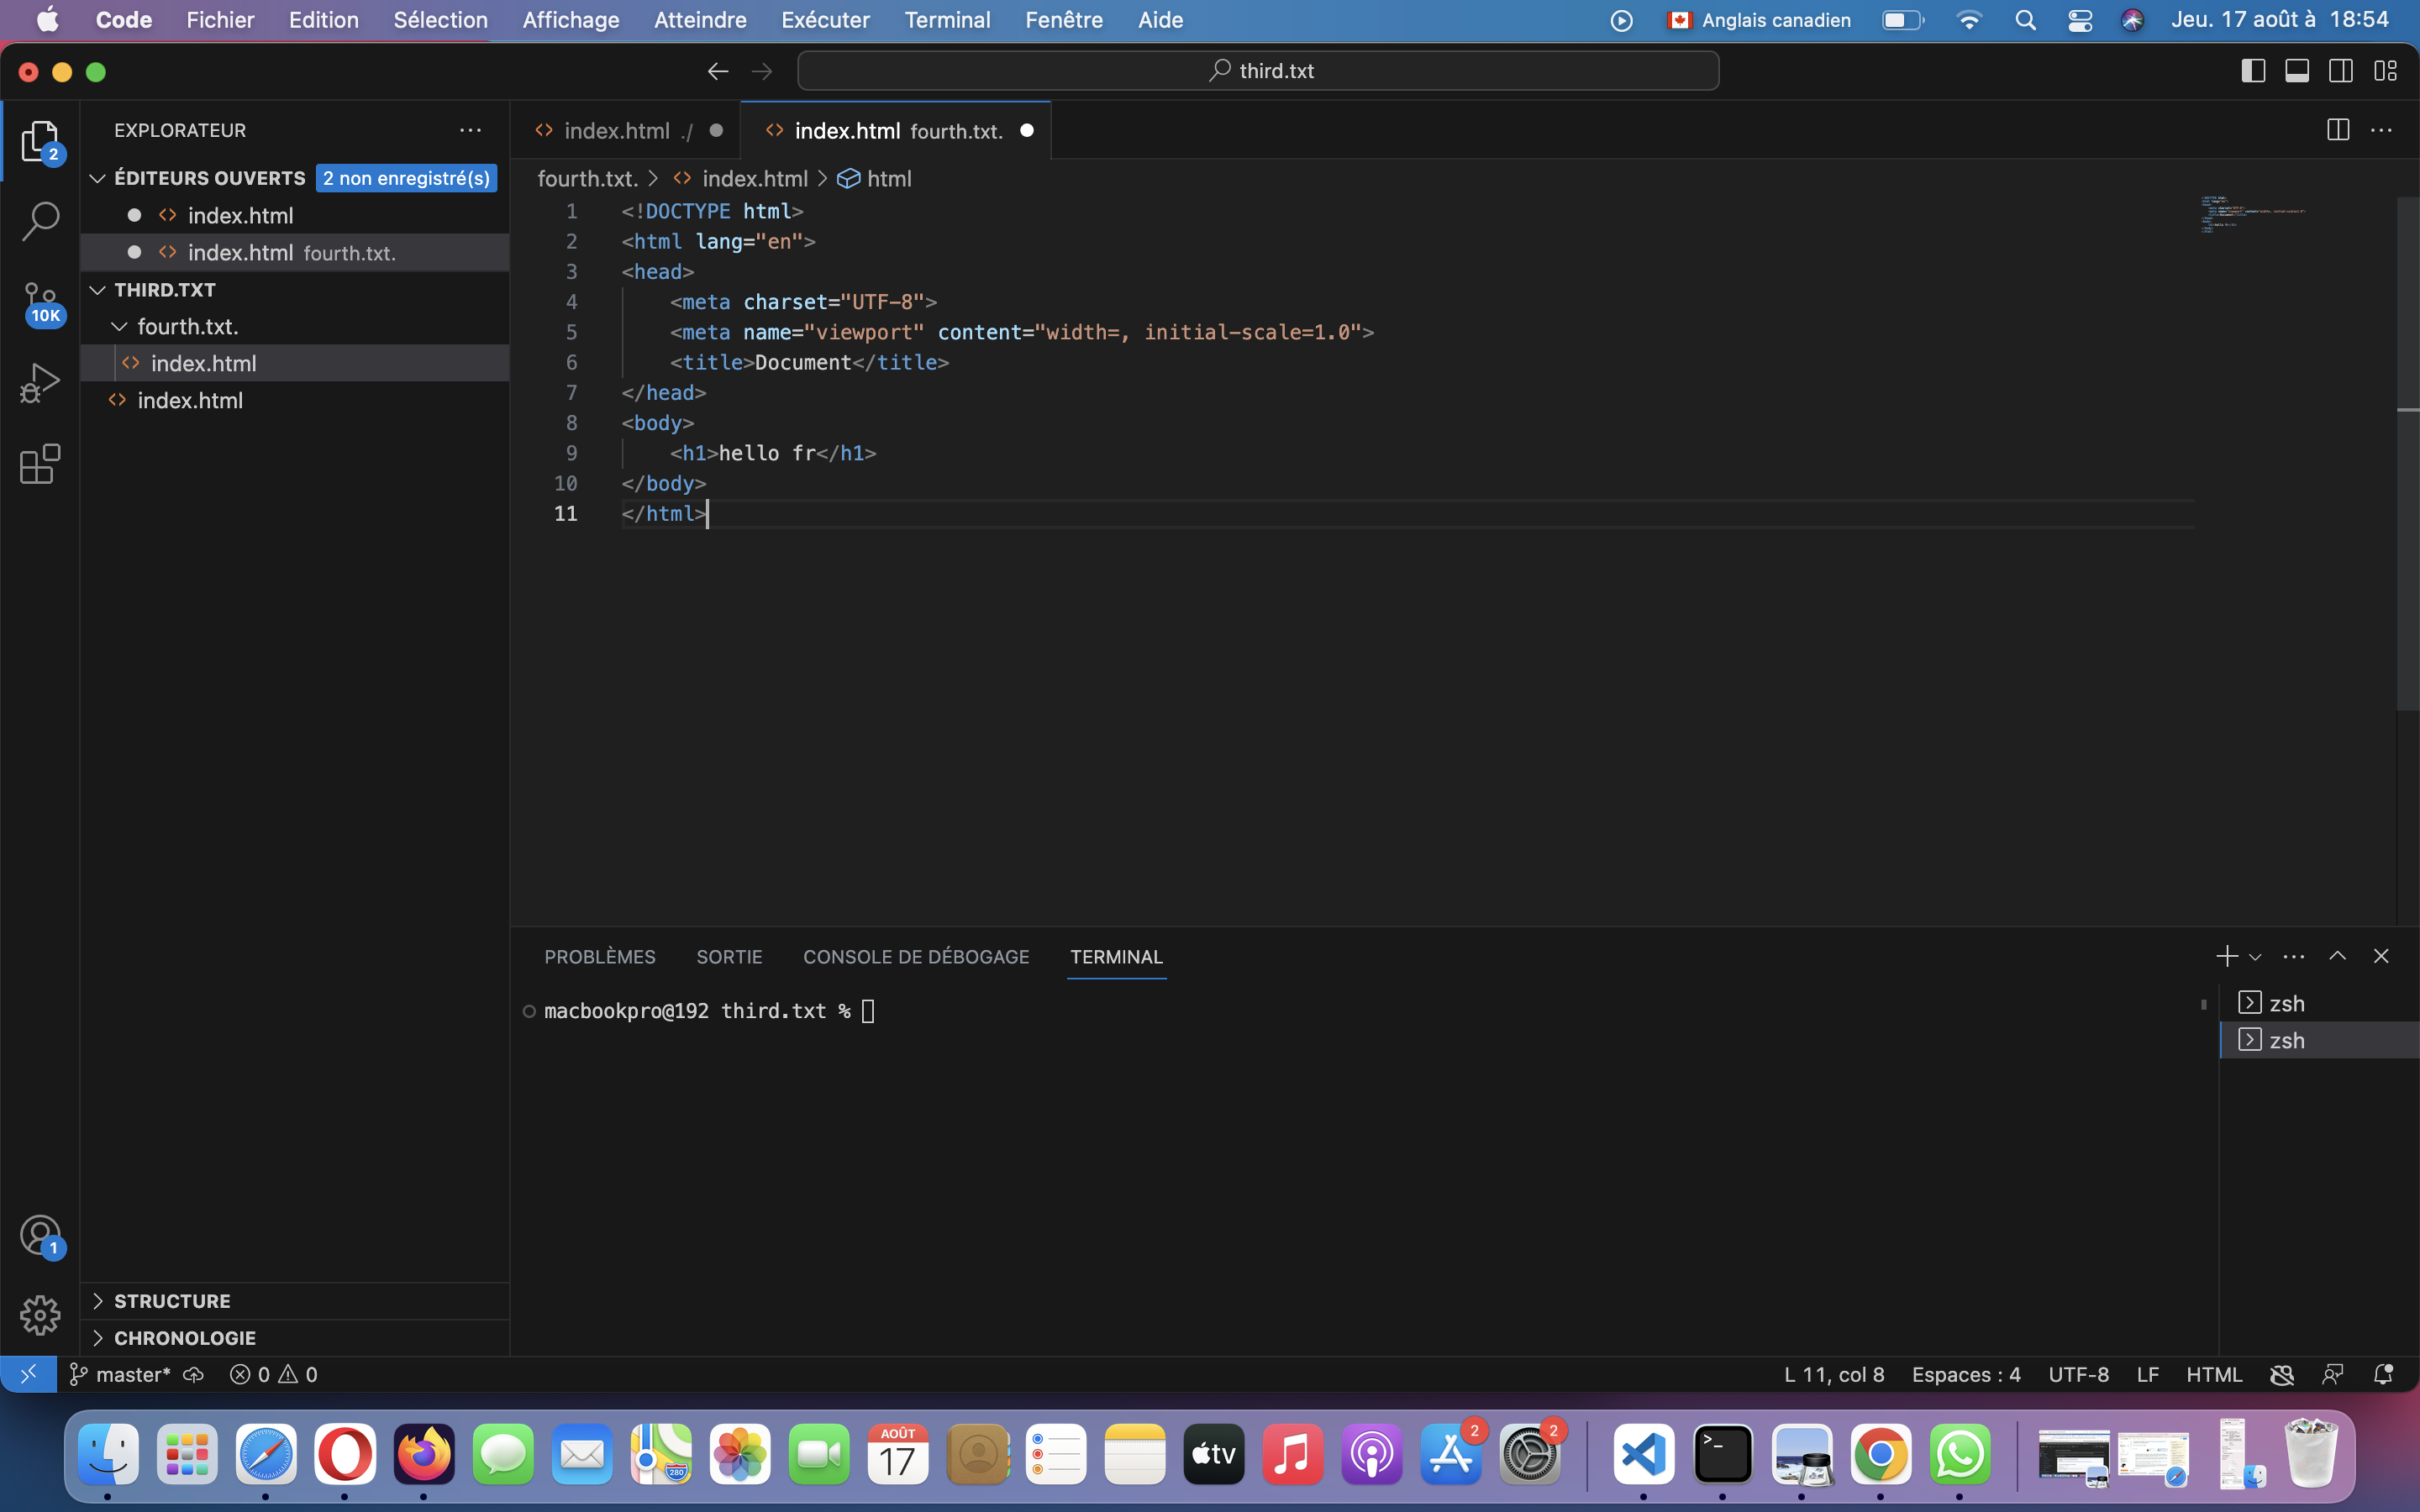 Code Fichier Edition Sélection Affichage Atteindre Exécuter Terminal Fenêtre Aide Anglais canadien Jeu. 17 août à 18:54
third.txt
EXPLORATEUR
ÉDITEURS OUVERTS 2 non enregistré(s)
index.html
index.html fourth.txt.
THIRD.TXT
fourth.txt.
index.html
index.html
STRUCTURE
CHRONOLOGIE
2
10K
1
index.html ./
index.html fourth.txt.
fourth.txt. > index.html > html
1 <!DOCTYPE html>
2 <html lang="en">
3 <head>
4 <meta charset="UTF-8">
5 <meta name="viewport" content="width=, initial-scale=1.0">
6 <title>Document</title>
7 </head>
8 <body>
9 <h1>hello fr</h1>
10 </body>
11 </html>
PROBLÈMES SORTIE CONSOLE DE DÉBOGAGE TERMINAL
macbookpro@192 third.txt %
zsh
zsh
master* 0 0 L 11, col 8 Espaces : 4 UTF-8 LF HTML
280
AOÛT
17
tv
2
2
>_